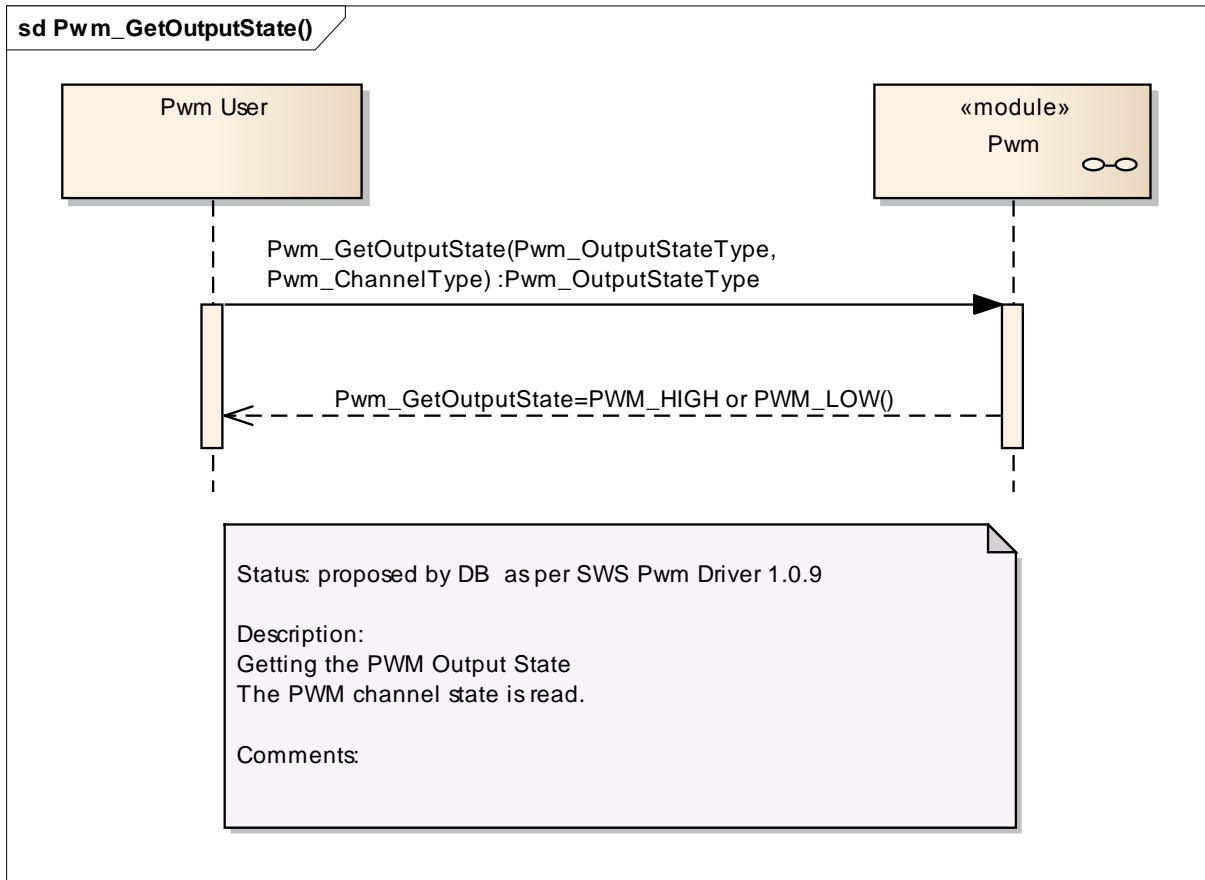 sd Pwm_GetOutputState()
Pwm User
«module»
Pwm
Pwm_GetOutputState(Pwm_OutputStateType,
Pwm_ChannelType) :Pwm_OutputStateType
Pwm_GetOutputState=PWM_HIGH or PWM_LOW()
Status: proposed by DB  as per SWS Pwm Driver 1.0.9
Description:
Getting the PWM Output State
The PWM channel state is read.
Comments: